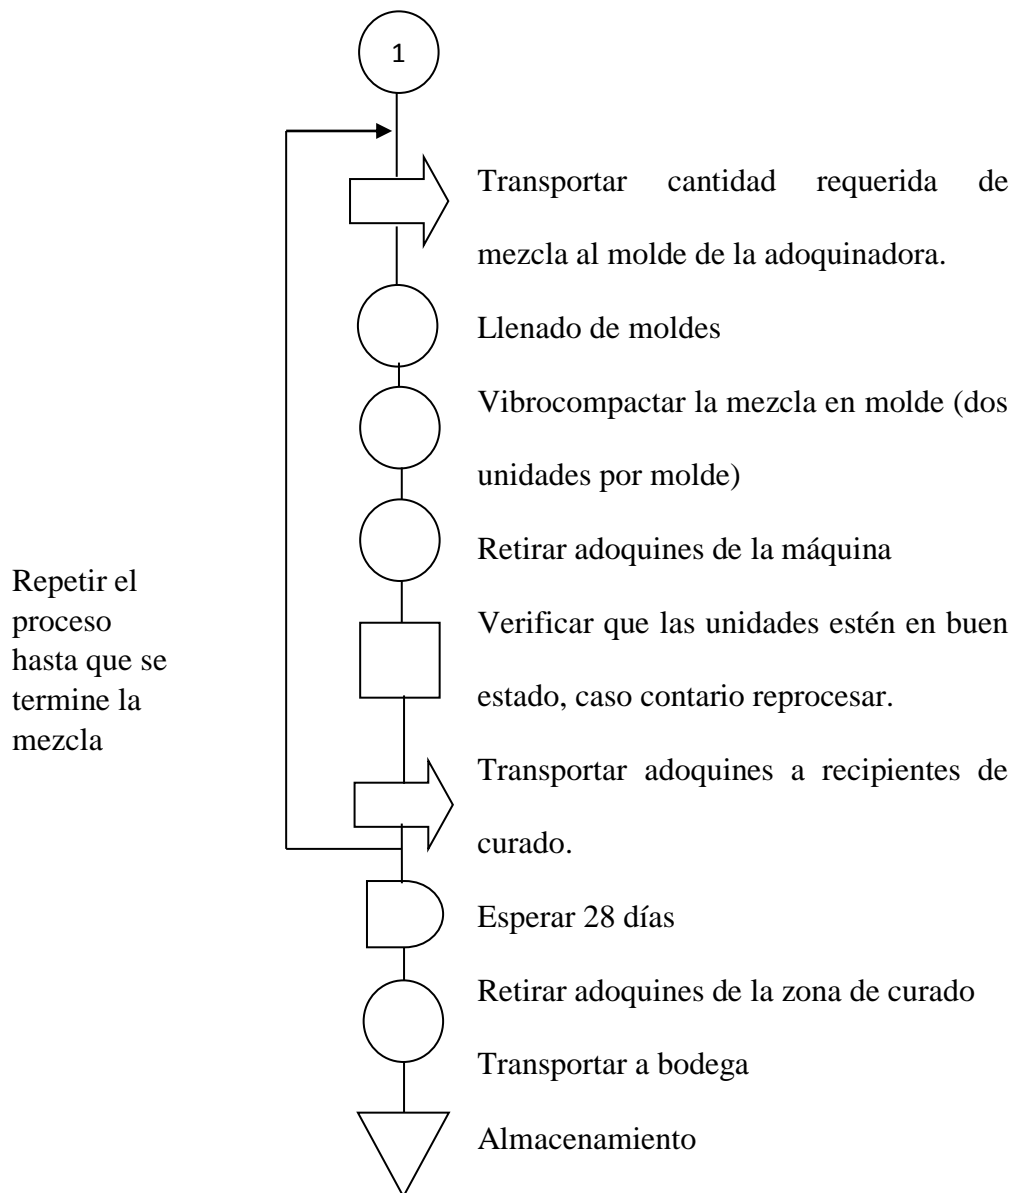 1
Transportar cantidad requerida de
mezcla al molde de la adoquinadora.
Llenado de moldes
Vibrocompactar la mezcla en molde (dos
unidades por molde)
Retirar adoquines de la máquina
Repetir el
proceso
hasta que se
termine la
mezcla
Verificar que las unidades estén en buen
estado, caso contario reprocesar.
Transportar adoquines a recipientes de
curado.
Esperar 28 días
Retirar adoquines de la zona de curado
Transportar a bodega
Almacenamiento